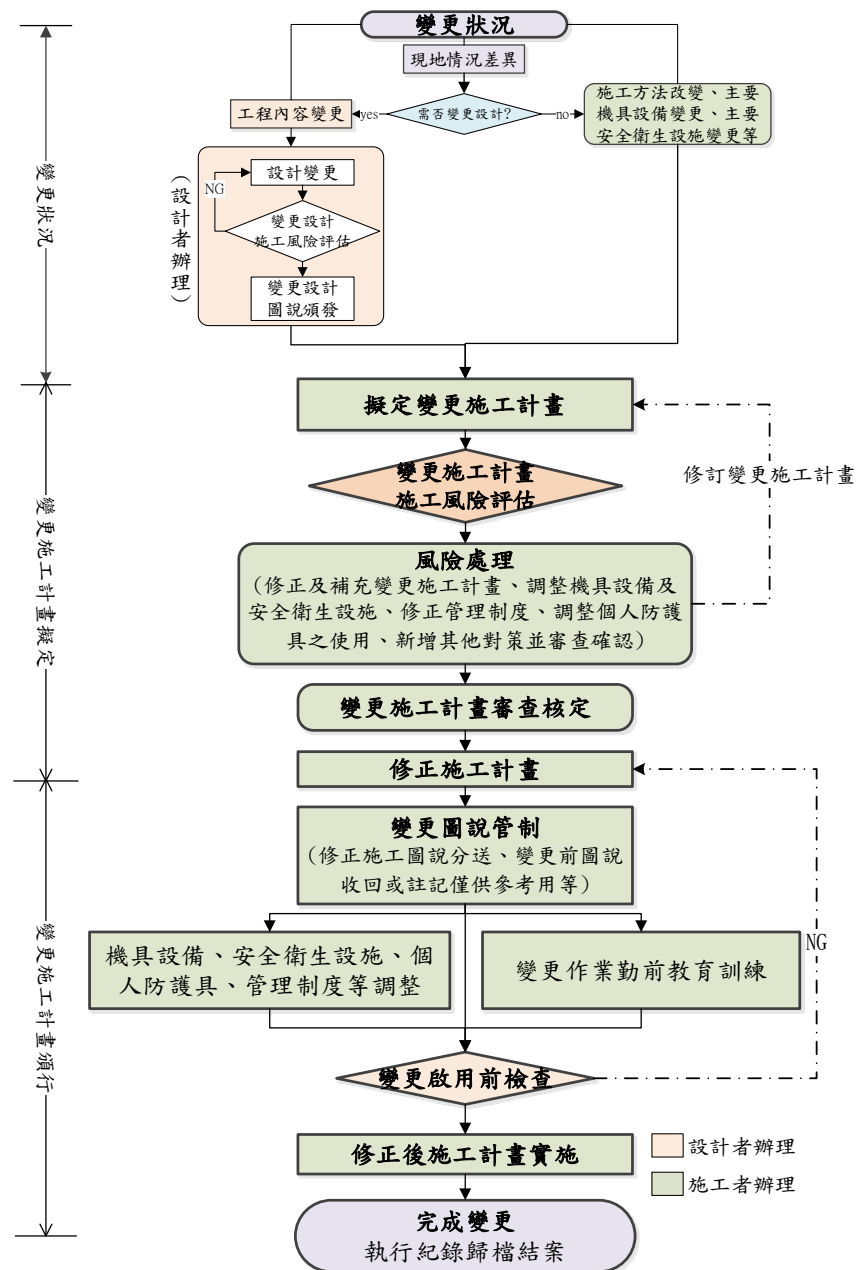 變更狀況
現地情況差異
工程內容變更
yes
需否變更設計?
no
施工方法改變、主要
機具設備變更、主要
安全衛生設施變更等
變更狀況
(設計者辦理)
NG
設計變更
變更設計
施工風險評估
變更設計
圖說頒發
擬定變更施工計畫
變更施工計畫
施工風險評估
修訂變更施工計畫
變更施工計畫擬定
風險處理
(修正及補充變更施工計畫、調整機具設備及
安全衛生設施、修正管理制度、調整個人防護
具之使用、新增其他對策並審查確認)
變更施工計畫審查核定
修正施工計畫
變更圖說管制
(修正施工圖說分送、變更前圖說
收回或註記僅供參考用等)
變更施工計畫頒行
機具設備、安全衛生設施、個
人防護具、管理制度等調整
變更作業勤前教育訓練
NG
變更啟用前檢查
修正後施工計畫實施
設計者辦理
施工者辦理
完成變更
執行紀錄歸檔結案